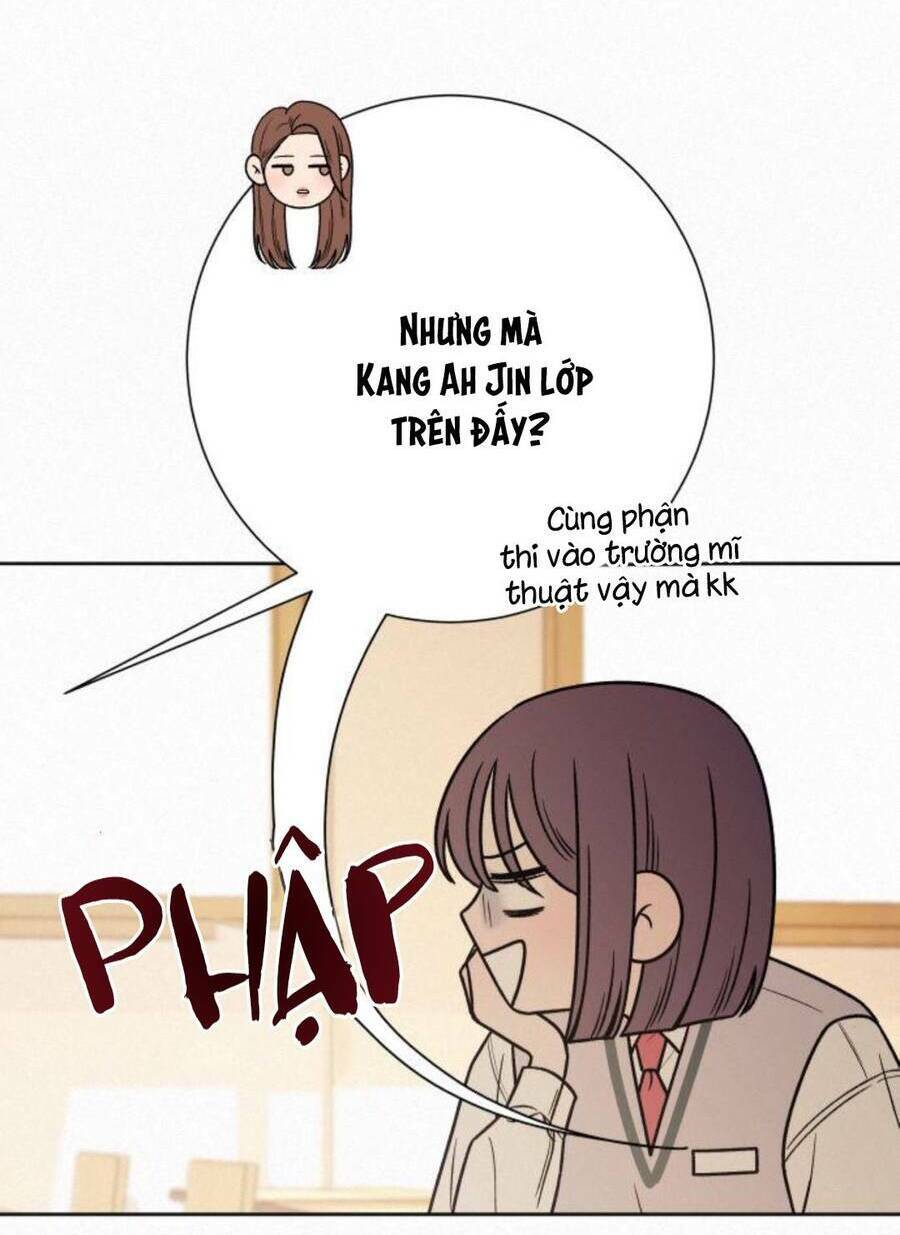 NHƯNG MÀ
KANG AH JIN LỚP
TRÊN ĐẤY?
Cùng phận
thi vào trường mĩ
thuật vậy mà kk
PHẬP